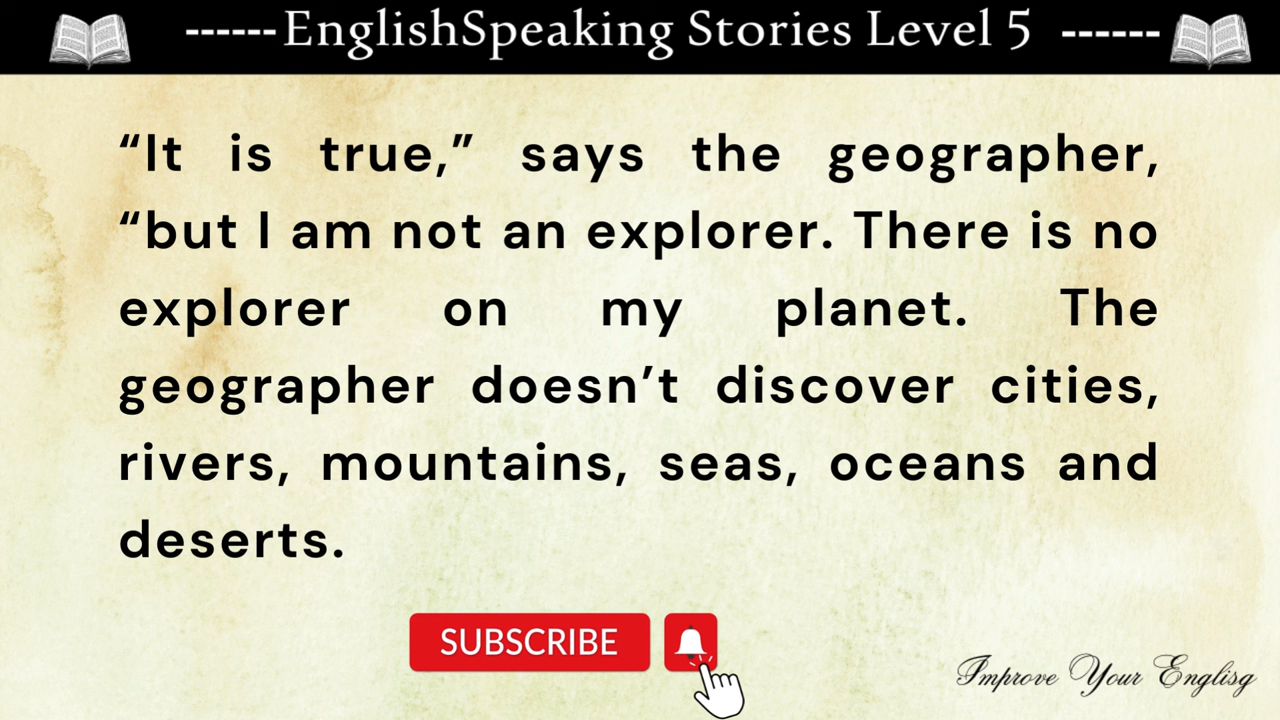 ------EnglishSpeaking Stories Level 5 ------
“It is true,” says the geographer,
“but I am not an explorer. There is no
explorer on my planet. The
geographer doesn’t discover cities,
rivers, mountains, seas, oceans and
deserts.
SUBSCRIBE
Improve Your Englisg